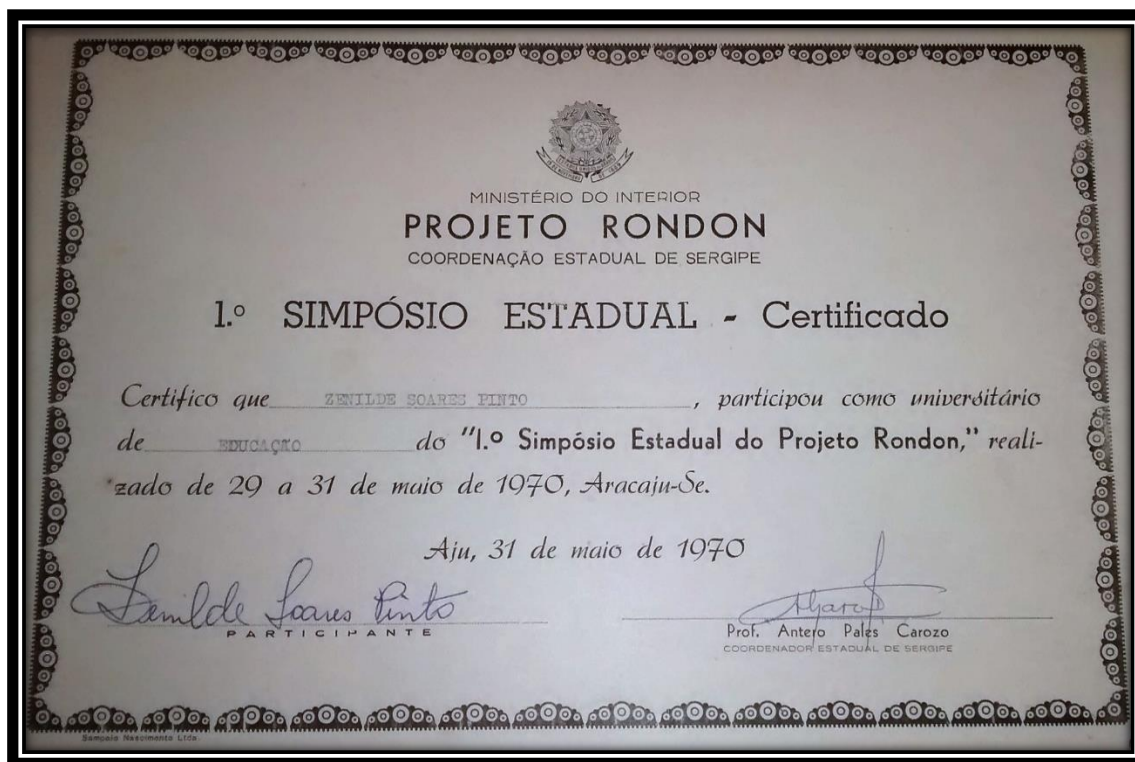 MINISTÉRIO DO INTERIOR
PROJETO RONDON
COORDENAÇÃO ESTADUAL DE SERGIPE
1.º SIMPÓSIO ESTADUAL - Certificado
Certifico que ZENILDE SOARES PINTO, participou como universitário
de EDUCAÇÃO do "1.º Simpósio Estadual do Projeto Rondon," reali-
zado de 29 a 31 de maio de 1970, Aracaju-Se.
Aju, 31 de maio de 1970
Zenilde Soares Pinto
PARTICIPANTE
Prof. Antero Pales Carozo
COORDENADOR ESTADUAL DE SERGIPE
Sampaio Nascimento Ltda.